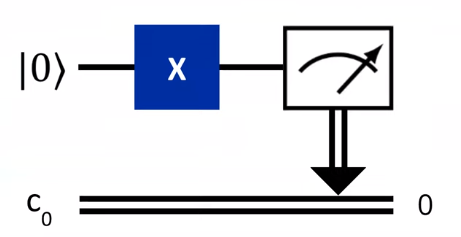 |0⟩ X
c₀ 0